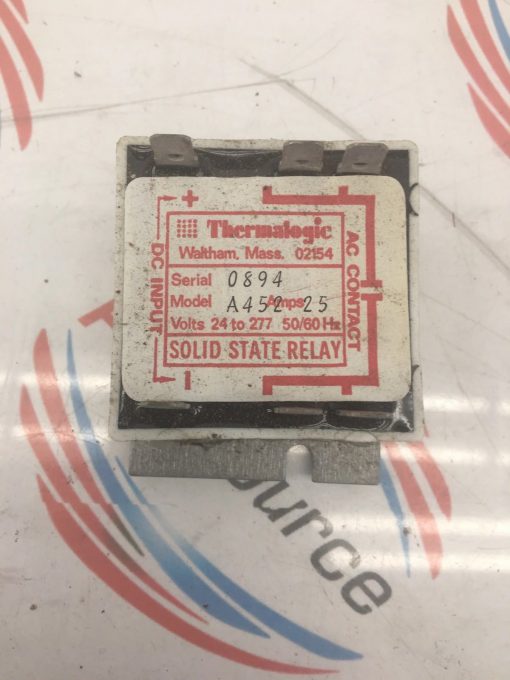 +
DC INPUT
−
AC CONTACT
Thermalogic
Waltham, Mass. 02154
Serial 0894
Model A452 Amps 25
Volts 24 to 277 50/60 Hz
SOLID STATE RELAY
ource